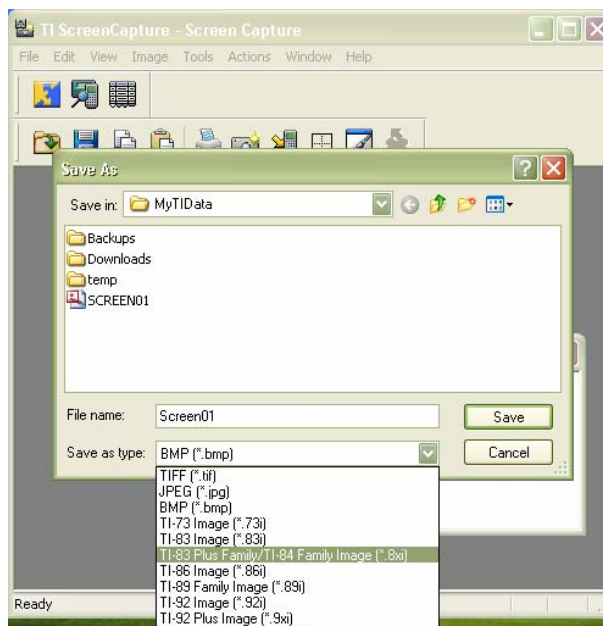 TI ScreenCapture - Screen Capture
File Edit View Image Tools Actions Window Help
Save As
Save in: MyTIData
Backups
Downloads
temp
SCREEN01
File name: Screen01 Save
Save as type: BMP (*.bmp) Cancel
TIFF (*.tif)
JPEG (*.jpg)
BMP (*.bmp)
TI-73 Image (*.73i)
TI-83 Image (*.83i)
TI-83 Plus Family/TI-84 Family Image (*.8xi)
TI-86 Image (*.86i)
TI-89 Family Image (*.89i)
TI-92 Image (*.92i)
TI-92 Plus Image (*.9xi)
Ready